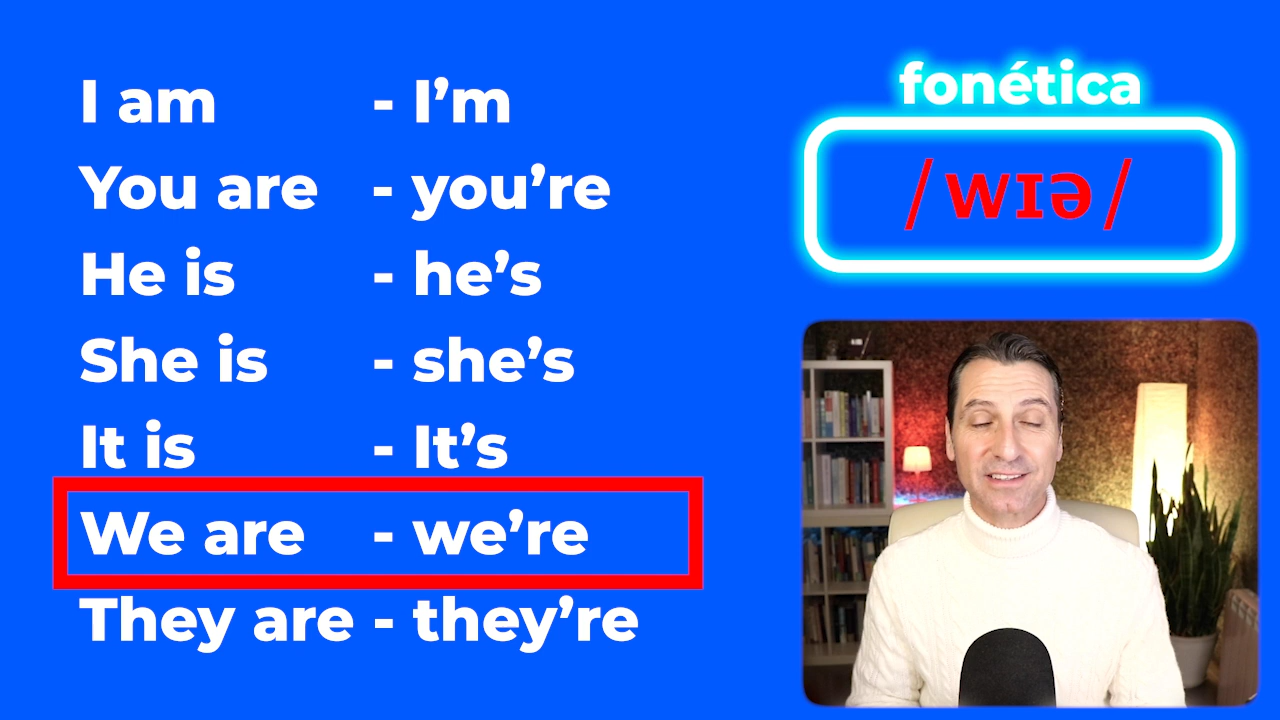 I am - I’m
You are - you’re
He is - he’s
She is - she’s
It is - It’s
We are - we’re
They are - they’re
fonética
/wɪə/